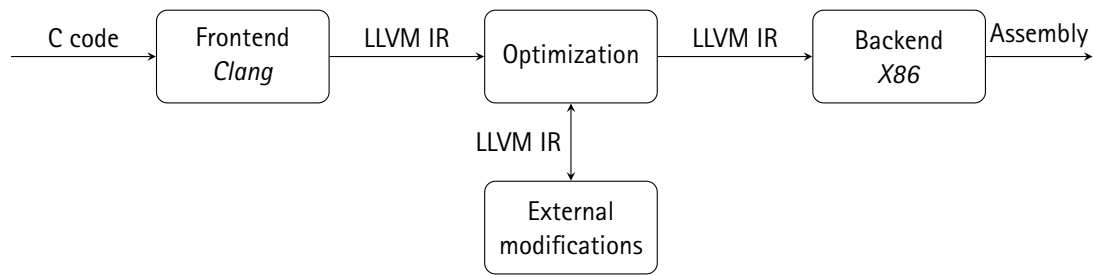 C code
Frontend
Clang
LLVM IR
Optimization
LLVM IR
Backend
X86
Assembly
LLVM IR
External
modifications